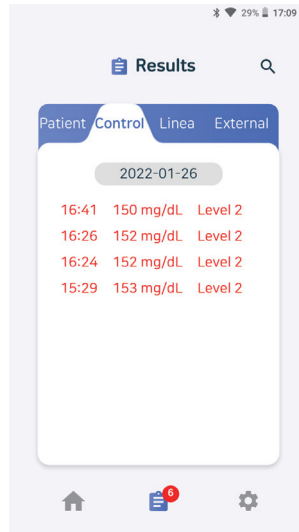 29% 17:09
Results
Patient Control Linea External
2022-01-26
16:41 150 mg/dL Level 2
16:26 152 mg/dL Level 2
16:24 152 mg/dL Level 2
15:29 153 mg/dL Level 2
6